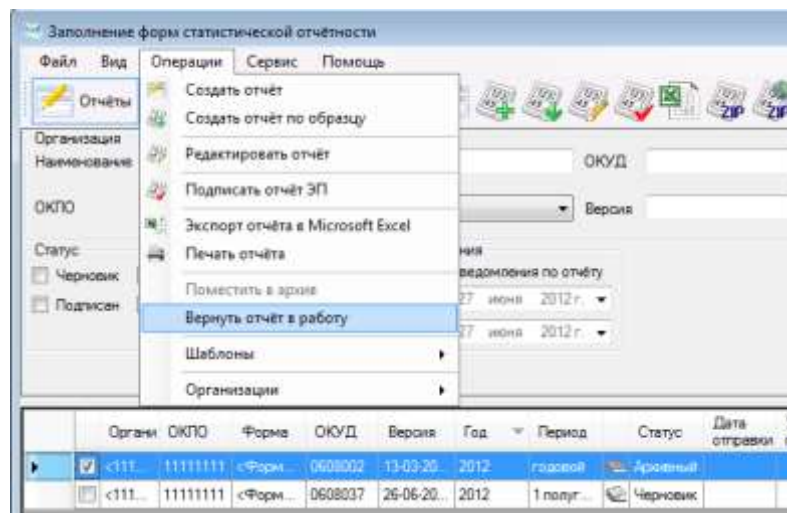 Заполнение форм статистической отчётности
Файл Вид Операции Сервис Помощь
Отчёты
Создать отчёт
Создать отчёт по образцу
ZIP ZIP
Организация
Наименование
Редактировать отчёт
ОКУД
Подписать отчёт ЭП
ОКПО
Версия
Экспорт отчёта в Microsoft Excel
Статус
Печать отчёта
ния
Черновик
ведомления по отчёту
Поместить в архив
27 июня 2012 г.
Подписан
Вернуть отчёт в работу
27 июня 2012 г.
Шаблоны
Организации
Органи ОКПО Форма ОКУД Версия Год Период Статус Дата отправки
<111... 11111111 <Форм... 0608002 13-03-20... 2012 годовой Архивный
<111... 11111111 <Форм... 0608037 26-06-20... 2012 1 полуг... Черновик